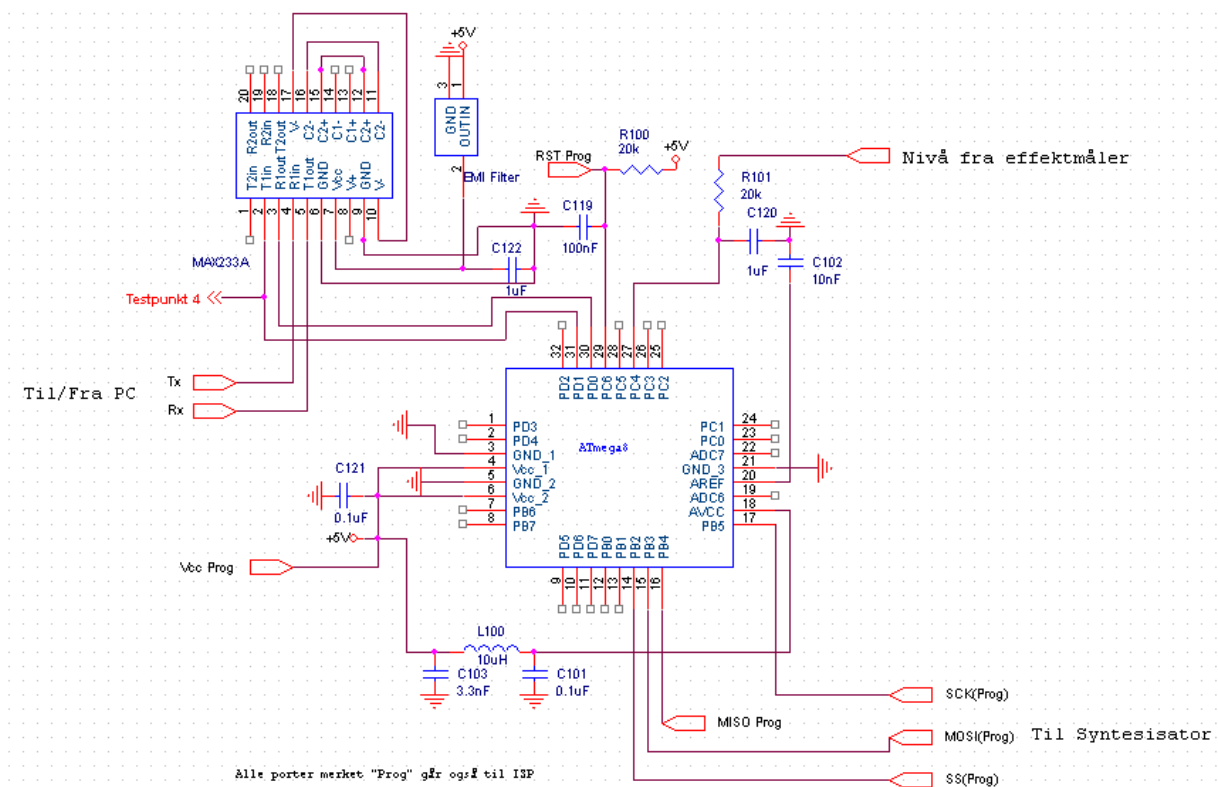 +5V
20 19 18 17 16 15 14 13 12 11
R2out R2in T2out V- C2- C2+ C1- C1+ C2+ C2-
T2in T1in R1out R1in T1out GND Vcc V+ GND V-
1 2 3 4 5 6 7 8 9 10
MAX233A
3 1
GND
OUTIN
2
EMI Filter
RST Prog
R100
20k
+5V
R101
20k
Nivå fra effektmåler
C119
100nF
C120
1uF
C102
10nF
C122
1uF
Testpunkt 4
Til/Fra PC
Tx
Rx
32 31 30 29 28 27 26 25
PD2 PD1 PD0 PC6 PC5 PC4 PC3 PC2
ATmega8
1 PD3
2 PD4
3 GND_1
4 Vcc_1
5 GND_2
6 Vcc_2
7 PB6
8 PB7
PC1 24
PC0 23
ADC7 22
GND_3 21
AREF 20
ADC6 19
AVCC 18
PB5 17
PD5 PD6 PD7 PB0 PB1 PB2 PB3 PB4
9 10 11 12 13 14 15 16
C121
0.1uF
+5V
Vcc Prog
L100
10uH
C103
3.3nF
C101
0.1uF
MISO Prog
SCK(Prog)
MOSI(Prog)
Til Syntesisator
SS(Prog)
Alle porter merket "Prog" går også til ISP